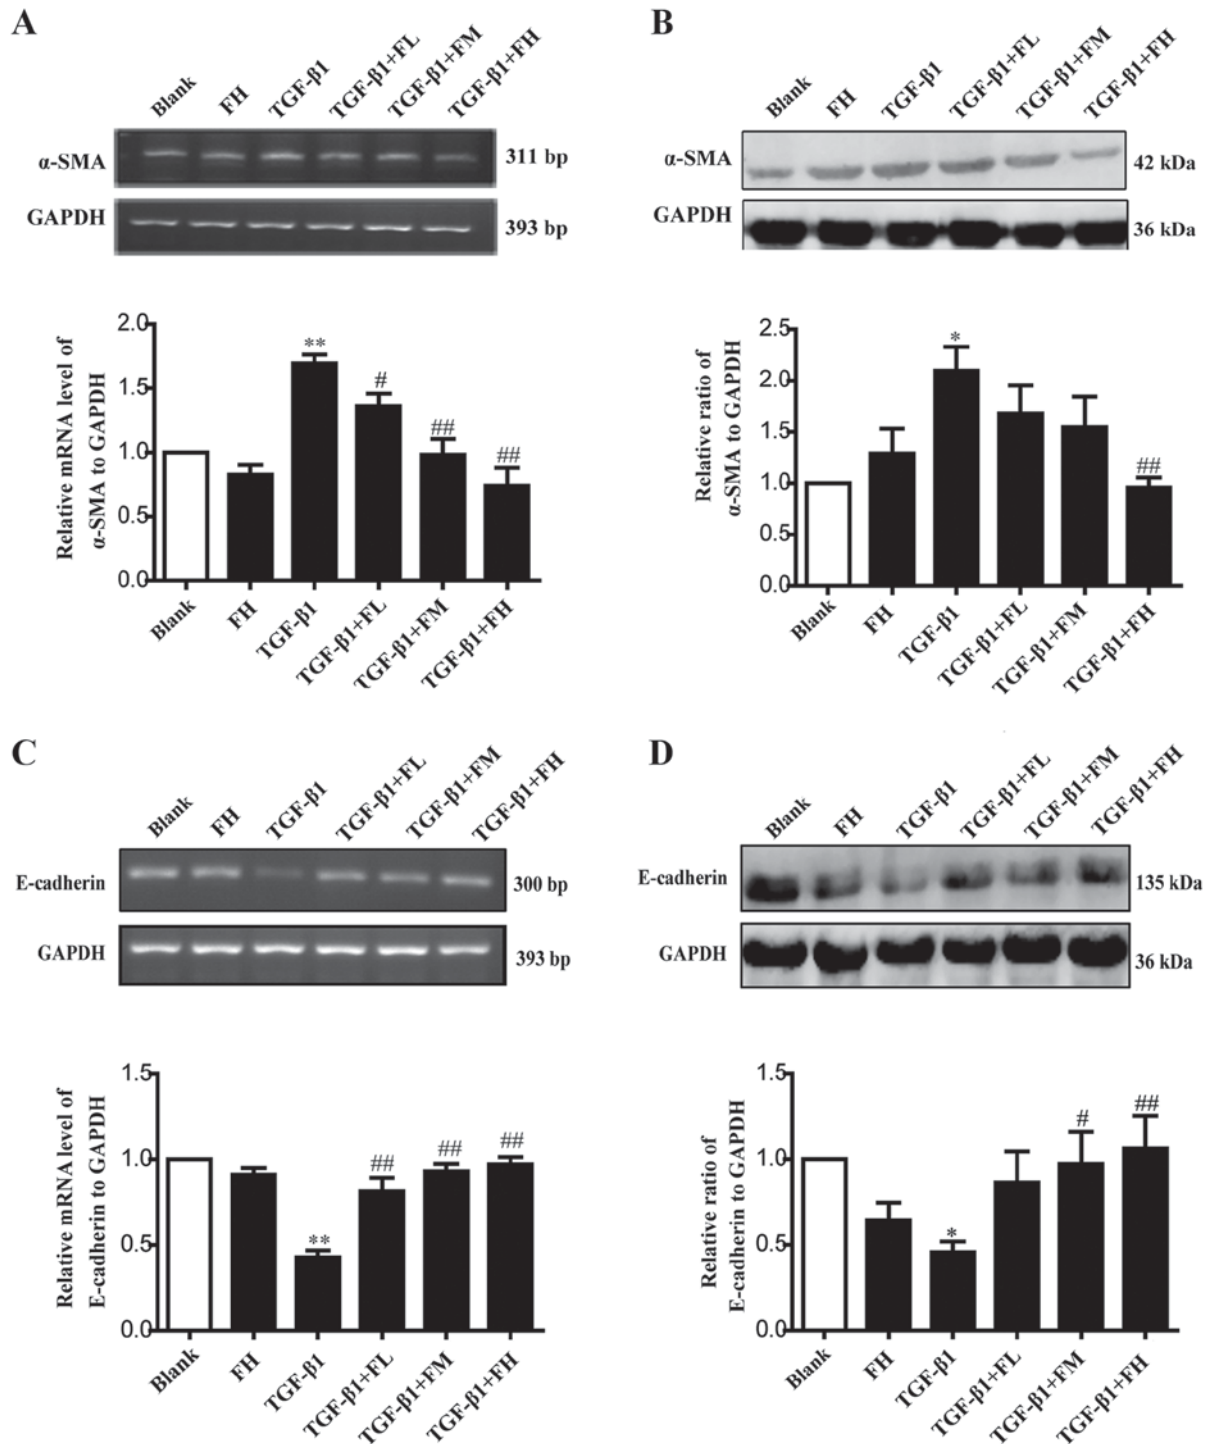 A
Blank FH TGF-β1 TGF-β1+FL TGF-β1+FM TGF-β1+FH
α-SMA 311 bp
GAPDH 393 bp
Relative mRNA level of
α-SMA to GAPDH
2.0
1.5
1.0
0.5
0.0
** # ## ##
Blank FH TGF-β1 TGF-β1+FL TGF-β1+FM TGF-β1+FH
B
Blank FH TGF-β1 TGF-β1+FL TGF-β1+FM TGF-β1+FH
α-SMA 42 kDa
GAPDH 36 kDa
Relative ratio of
α-SMA to GAPDH
2.5
2.0
1.5
1.0
0.5
0.0
* ##
Blank FH TGF-β1 TGF-β1+FL TGF-β1+FM TGF-β1+FH
C
Blank FH TGF-β1 TGF-β1+FL TGF-β1+FM TGF-β1+FH
E-cadherin 300 bp
GAPDH 393 bp
Relative mRNA level of
E-cadherin to GAPDH
1.5
1.0
0.5
0.0
** ## ## ##
Blank FH TGF-β1 TGF-β1+FL TGF-β1+FM TGF-β1+FH
D
Blank FH TGF-β1 TGF-β1+FL TGF-β1+FM TGF-β1+FH
E-cadherin 135 kDa
GAPDH 36 kDa
Relative ratio of
E-cadherin to GAPDH
1.5
1.0
0.5
0.0
* # ##
Blank FH TGF-β1 TGF-β1+FL TGF-β1+FM TGF-β1+FH